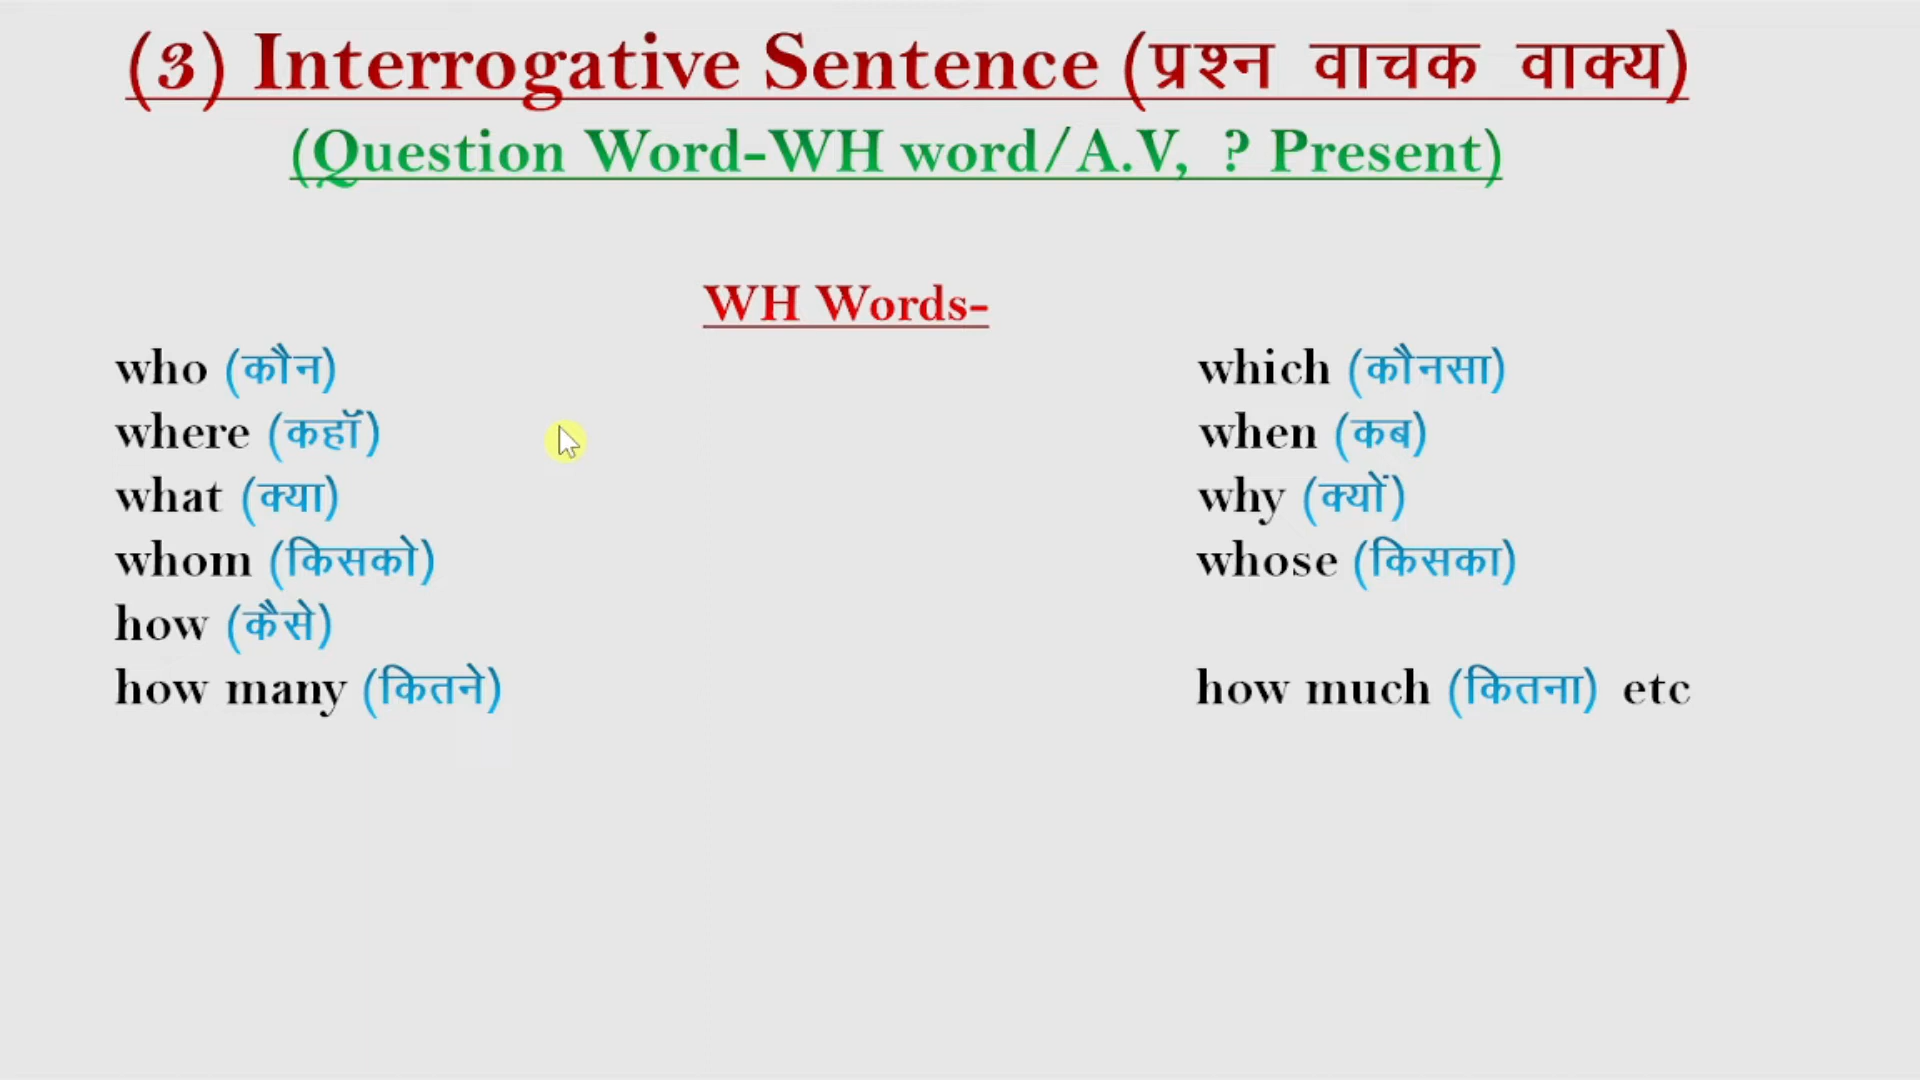 (3) Interrogative Sentence (प्रश्न वाचक वाक्य)
(Question Word-WH word/A.V, ? Present)
WH Words-
who (कौन) which (कौनसा)
where (कहॉ) when (कब)
what (क्या) why (क्यों)
whom (किसको) whose (किसका)
how (कैसे)
how many (कितने) how much (कितना) etc